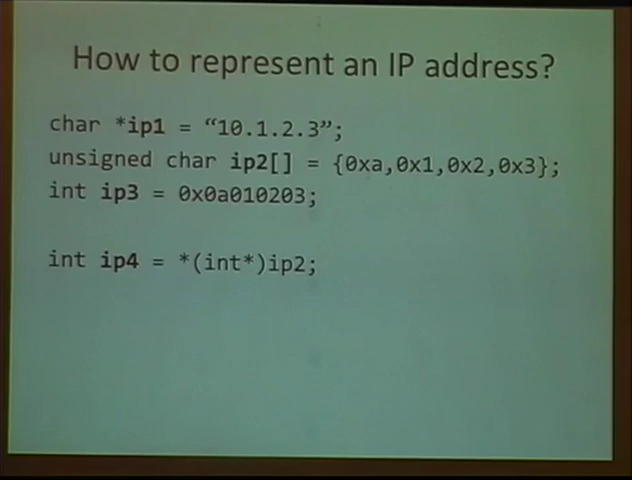 How to represent an IP address?
char *ip1 = “10.1.2.3”;
unsigned char ip2[] = {0xa,0x1,0x2,0x3};
int ip3 = 0x0a010203;
int ip4 = *(int*)ip2;